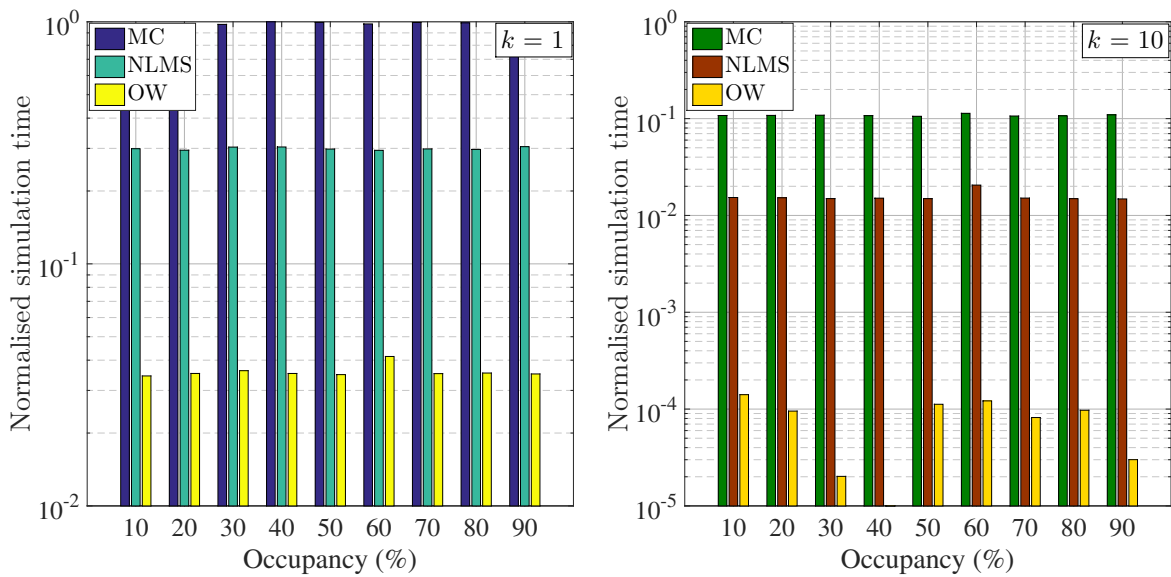 10^0
10^-1
10^-2
Normalised simulation time
MC
NLMS
OW
k = 1
10 20 30 40 50 60 70 80 90
Occupancy (%)
10^0
10^-1
10^-2
10^-3
10^-4
10^-5
Normalised simulation time
MC
NLMS
OW
k = 10
10 20 30 40 50 60 70 80 90
Occupancy (%)